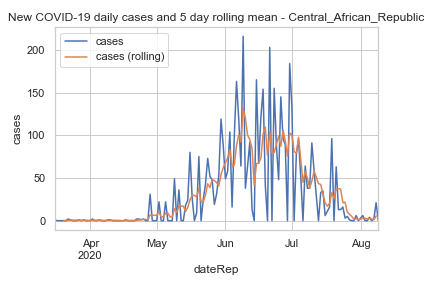 New COVID-19 daily cases and 5 day rolling mean - Central_African_Republic
cases
cases (rolling)
200
150
100
50
0
cases
Apr
2020
May
Jun
Jul
Aug
dateRep